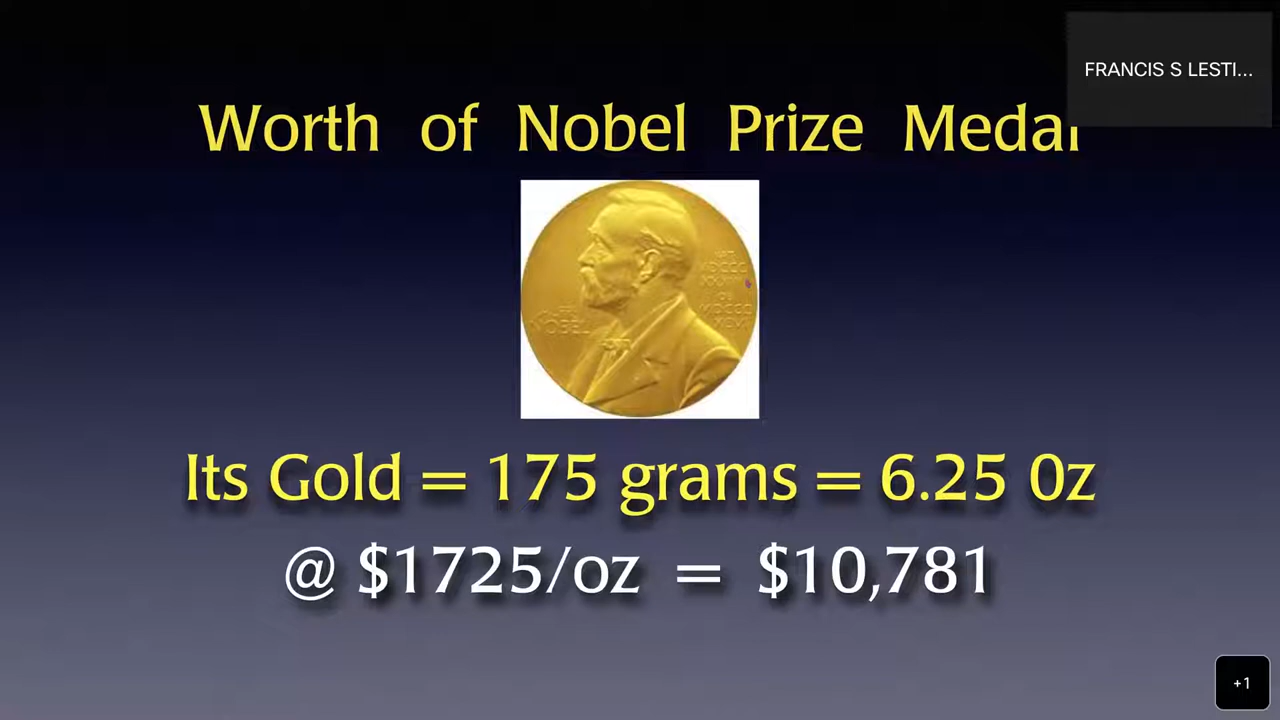 FRANCIS S LESTI...
Worth of Nobel Prize Medal
NOBEL
Its Gold = 175 grams = 6.25 0z
@ $1725/oz = $10,781
+1